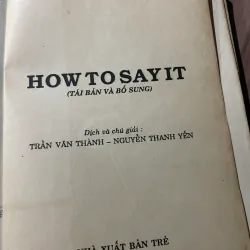 HOW TO SAY IT
(TÁI BẢN VÀ BỔ SUNG)
Dịch và chú giải :
TRẦN VĂN THÀNH – NGUYỄN THANH YẾN
NHÀ XUẤT BẢN TRẺ